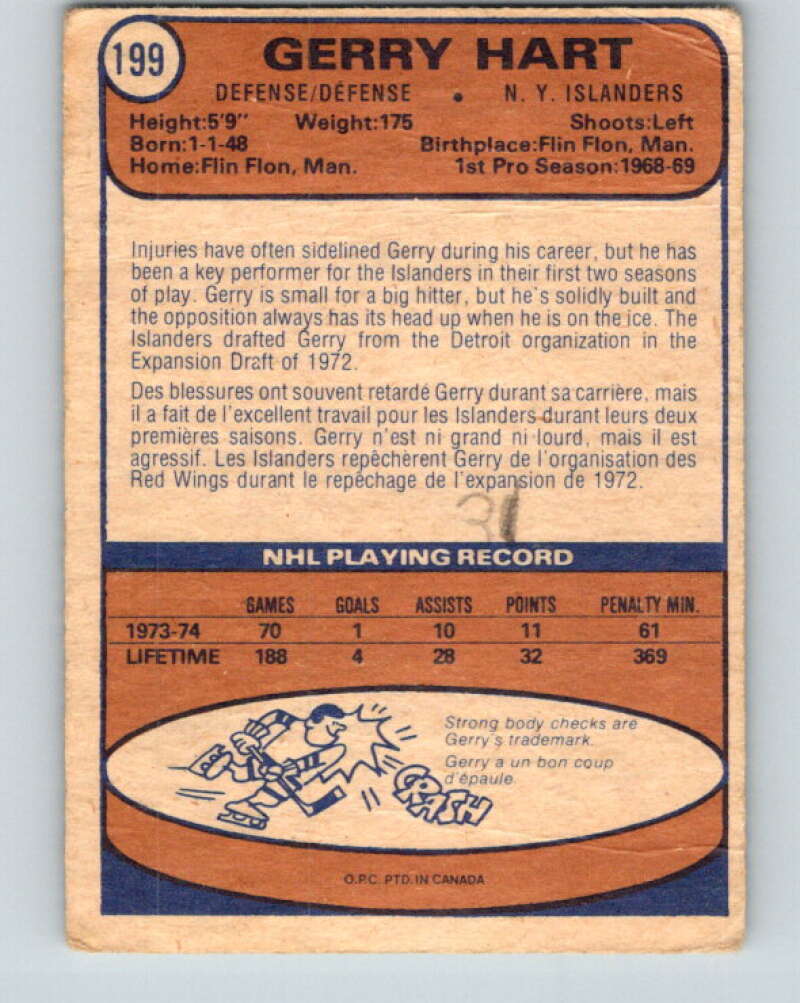 199
GERRY HART
DEFENSE/DÉFENSE • N. Y. ISLANDERS
Height:5'9" Weight:175 Shoots:Left
Born:1-1-48 Birthplace:Flin Flon, Man.
Home:Flin Flon, Man. 1st Pro Season:1968-69
Injuries have often sidelined Gerry during his career, but he has
been a key performer for the Islanders in their first two seasons
of play. Gerry is small for a big hitter, but he's solidly built and
the opposition always has its head up when he is on the ice. The
Islanders drafted Gerry from the Detroit organization in the
Expansion Draft of 1972.
Des blessures ont souvent retardé Gerry durant sa carrière, mais
il a fait de l'excellent travail pour les Islanders durant leurs deux
premières saisons. Gerry n'est ni grand ni lourd, mais il est
agressif. Les Islanders repêchèrent Gerry de l'organisation des
Red Wings durant le repêchage de l'expansion de 1972.
31
NHL PLAYING RECORD
GAMES GOALS ASSISTS POINTS PENALTY MIN.
1973-74 70 1 10 11 61
LIFETIME 188 4 28 32 369
Strong body checks are
Gerry's trademark.
Gerry a un bon coup
d'épaule.
CRASH
O.P.C. PTD. IN CANADA